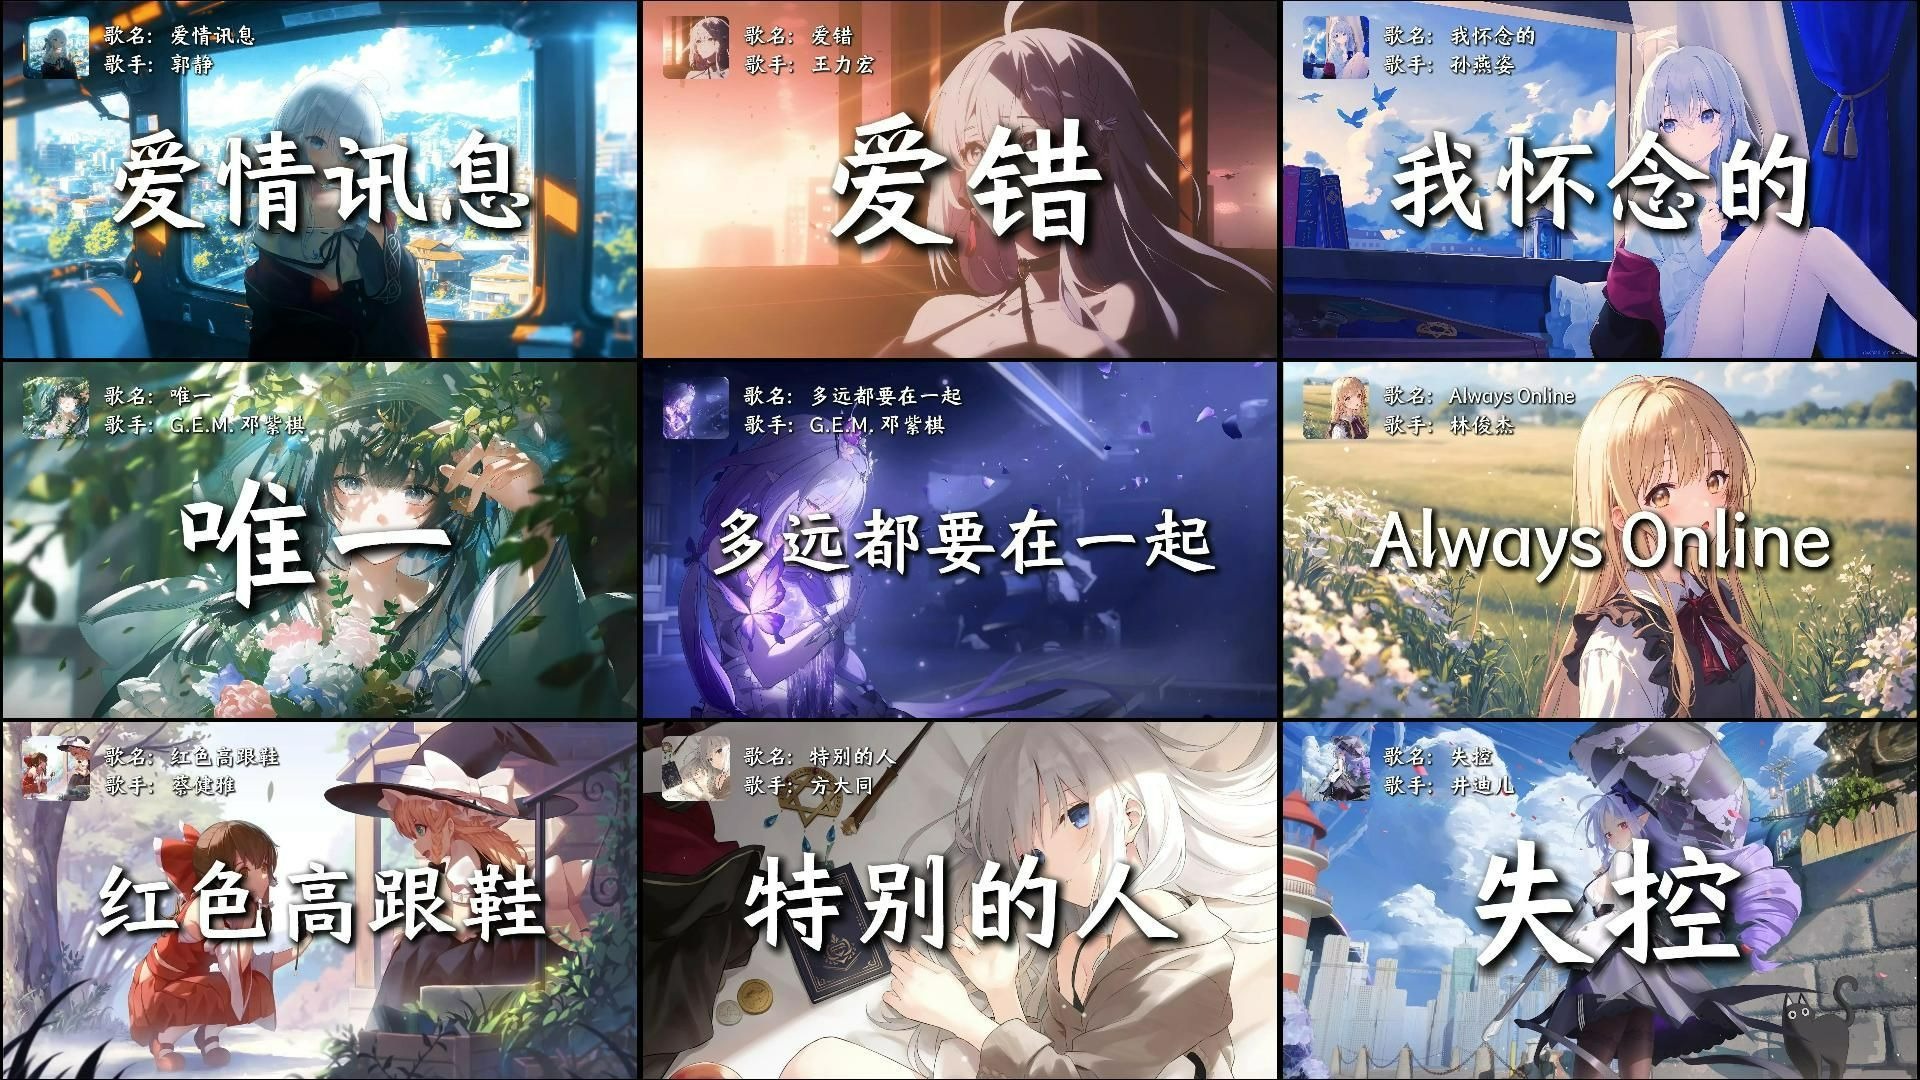 歌名： 爱情讯息
歌手： 郭静
爱情讯息
歌名： 爱错
歌手： 王力宏
爱错
歌名： 我怀念的
歌手： 孙燕姿
我怀念的
歌名： 唯一
歌手： G.E.M. 邓紫棋
唯一
歌名： 多远都要在一起
歌手： G.E.M. 邓紫棋
多远都要在一起
歌名： Always Online
歌手： 林俊杰
Always Online
歌名： 红色高跟鞋
歌手： 蔡健雅
红色高跟鞋
歌名： 特别的人
歌手： 方大同
特别的人
歌名： 失控
歌手： 井迪儿
失控